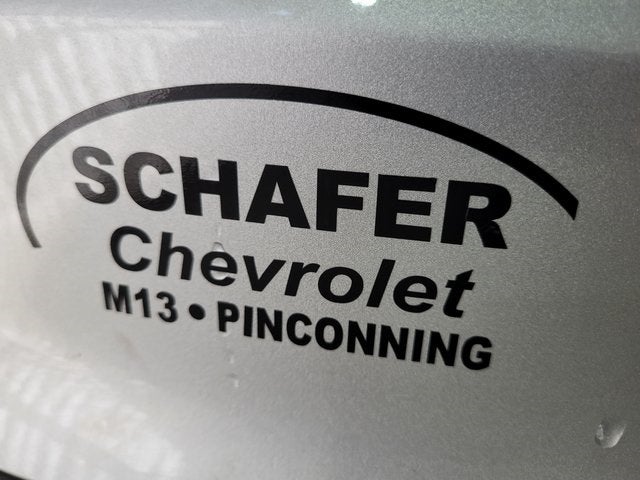 SCHAFER
Chevrolet
M13 • PINCONNING